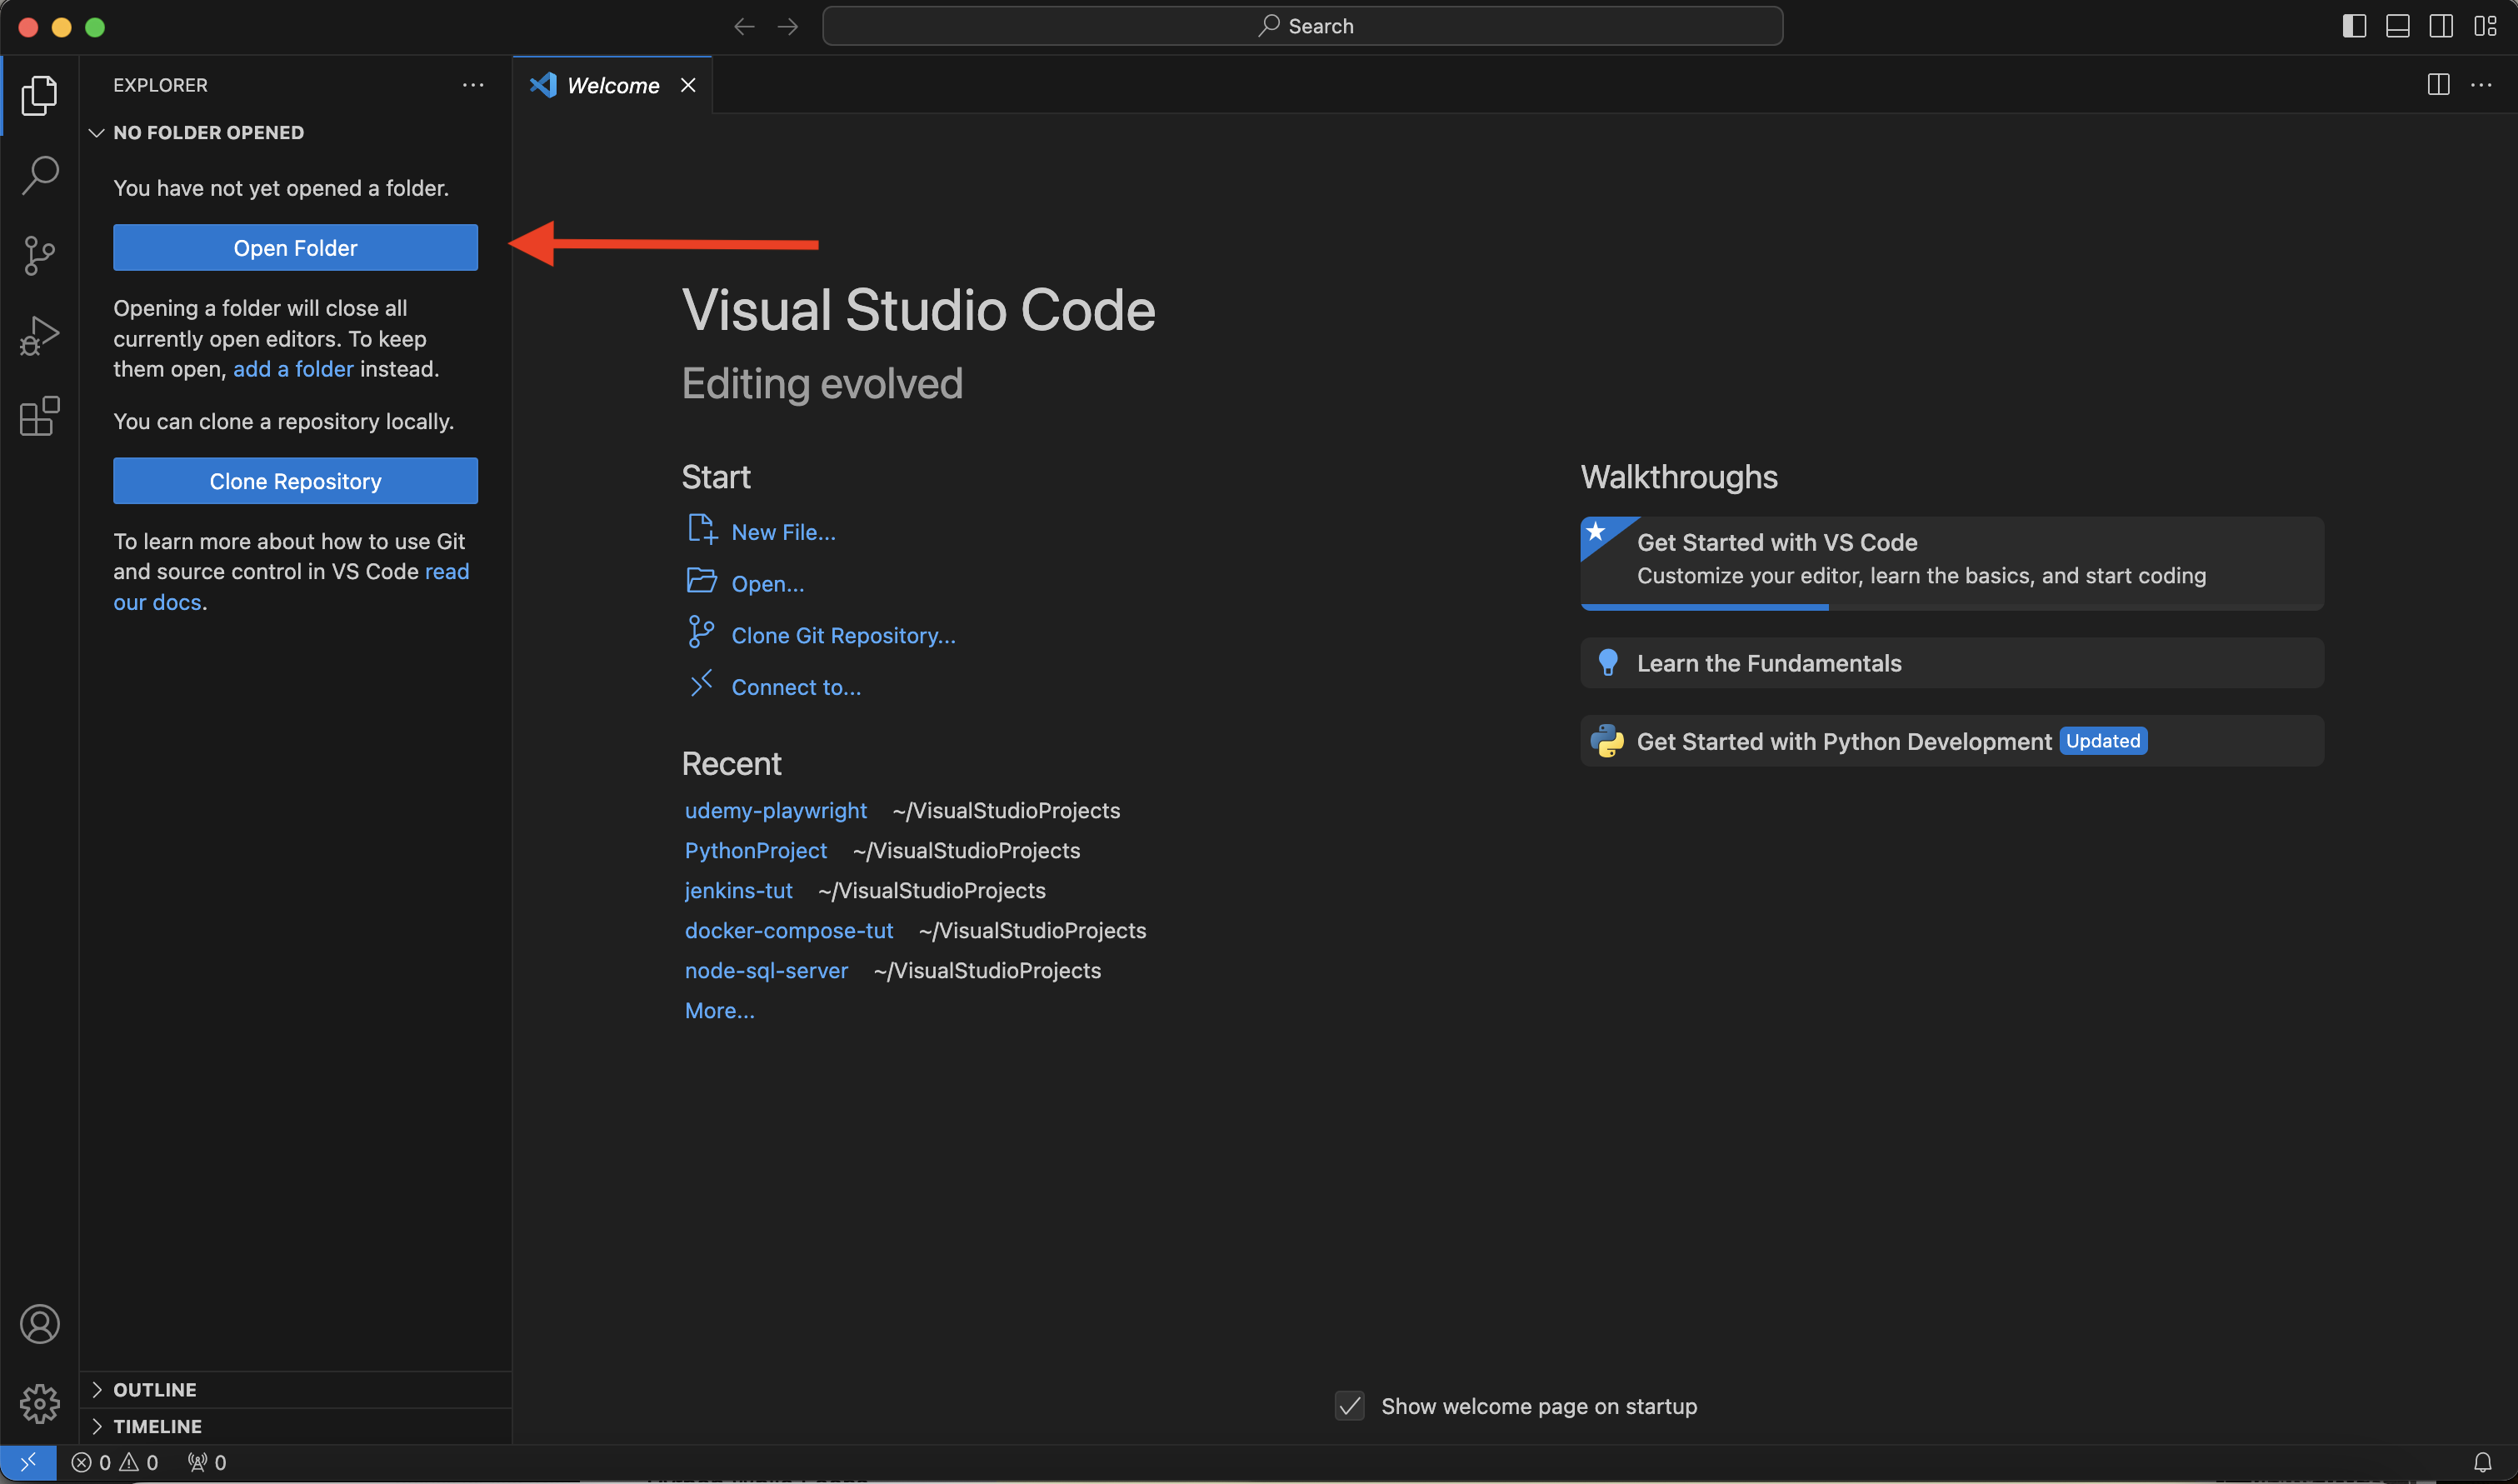 Search
EXPLORER
Welcome
NO FOLDER OPENED
You have not yet opened a folder.
Open Folder
Opening a folder will close all
currently open editors. To keep
them open, add a folder instead.
You can clone a repository locally.
Clone Repository
To learn more about how to use Git
and source control in VS Code read
our docs.
Visual Studio Code
Editing evolved
Start
New File...
Open...
Clone Git Repository...
Connect to...
Recent
udemy-playwright ~/VisualStudioProjects
PythonProject ~/VisualStudioProjects
jenkins-tut ~/VisualStudioProjects
docker-compose-tut ~/VisualStudioProjects
node-sql-server ~/VisualStudioProjects
More...
Walkthroughs
Get Started with VS Code
Customize your editor, learn the basics, and start coding
Learn the Fundamentals
Get Started with Python Development Updated
Show welcome page on startup
OUTLINE
TIMELINE
0 0 0